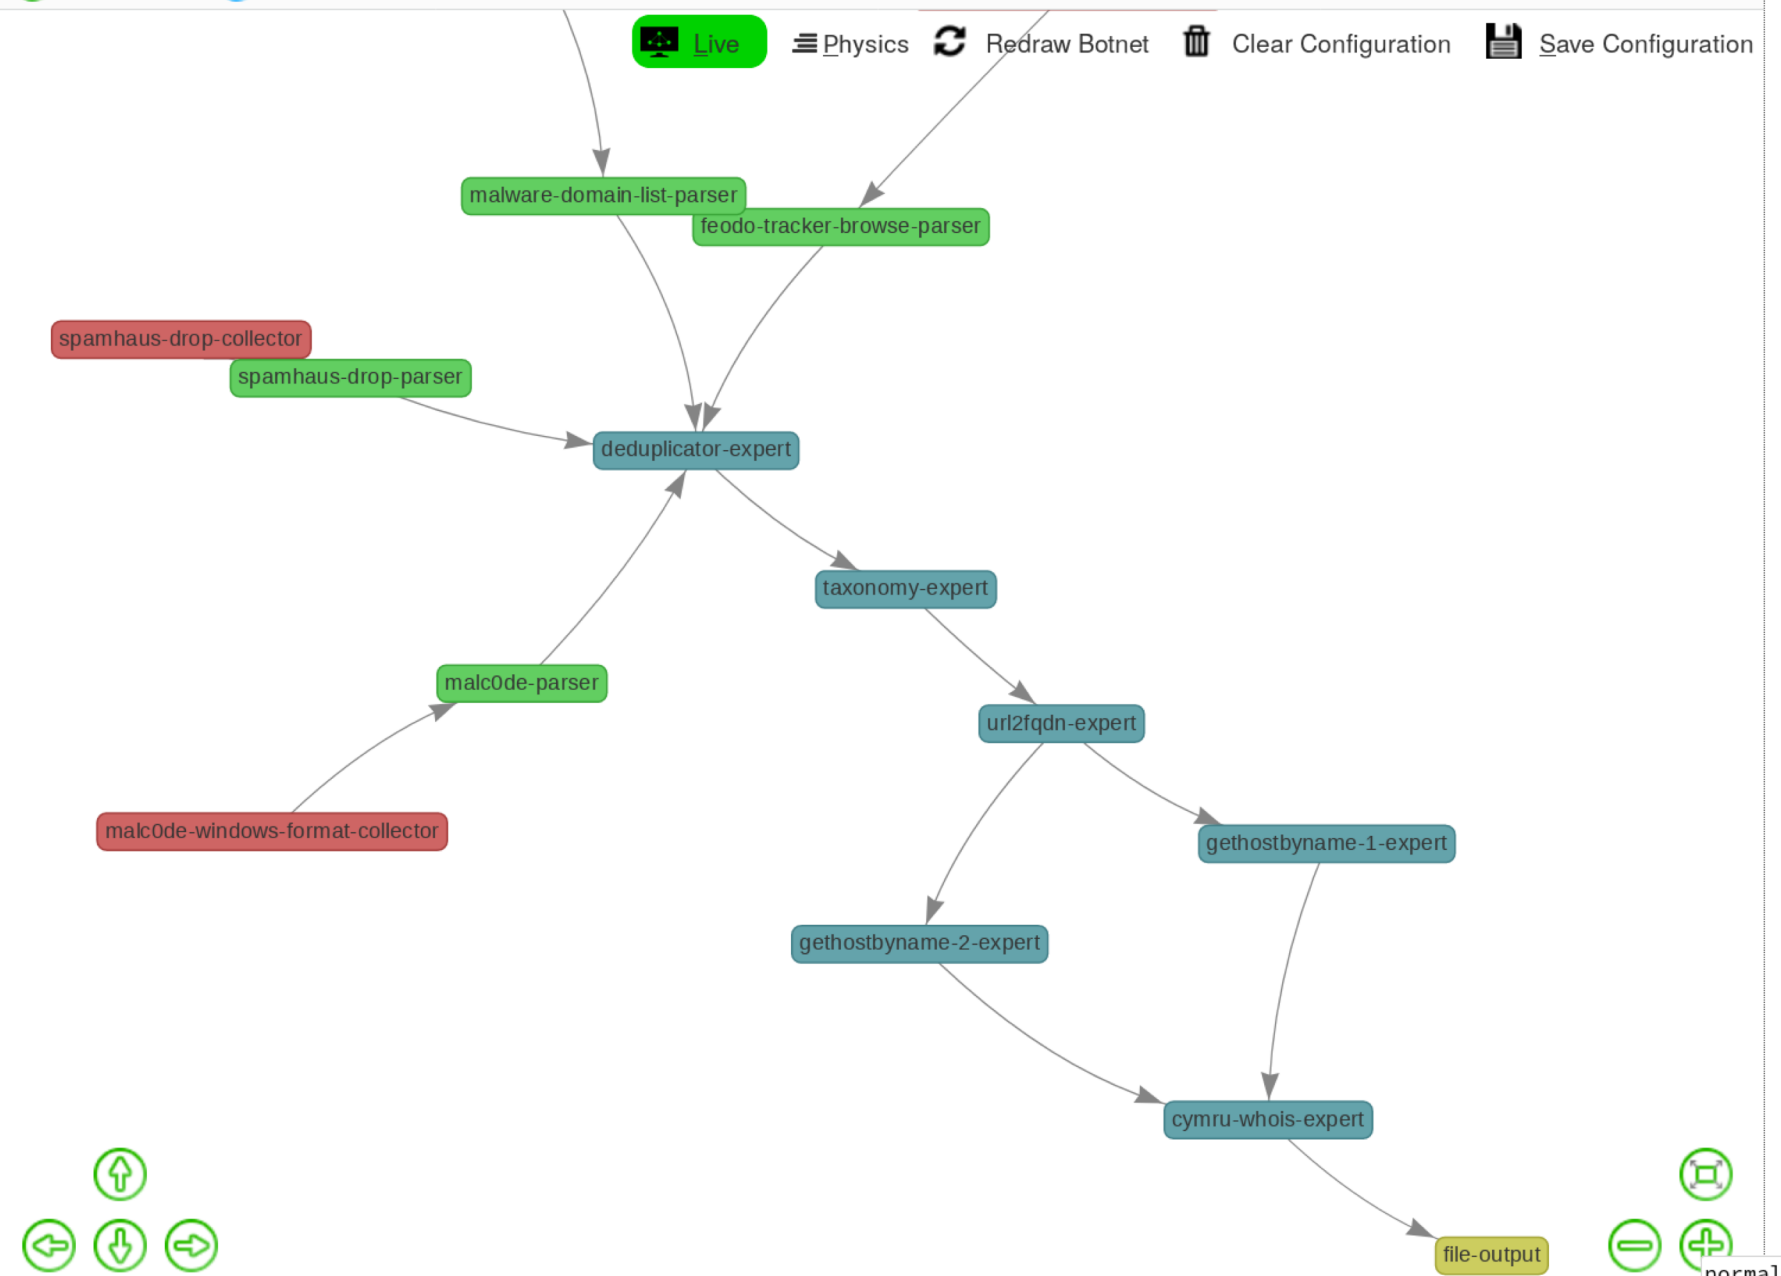 Live Physics Redraw Botnet Clear Configuration Save Configuration
malware-domain-list-parser
feodo-tracker-browse-parser
spamhaus-drop-collector
spamhaus-drop-parser
deduplicator-expert
taxonomy-expert
malc0de-parser
url2fqdn-expert
malc0de-windows-format-collector
gethostbyname-1-expert
gethostbyname-2-expert
cymru-whois-expert
file-output
normal